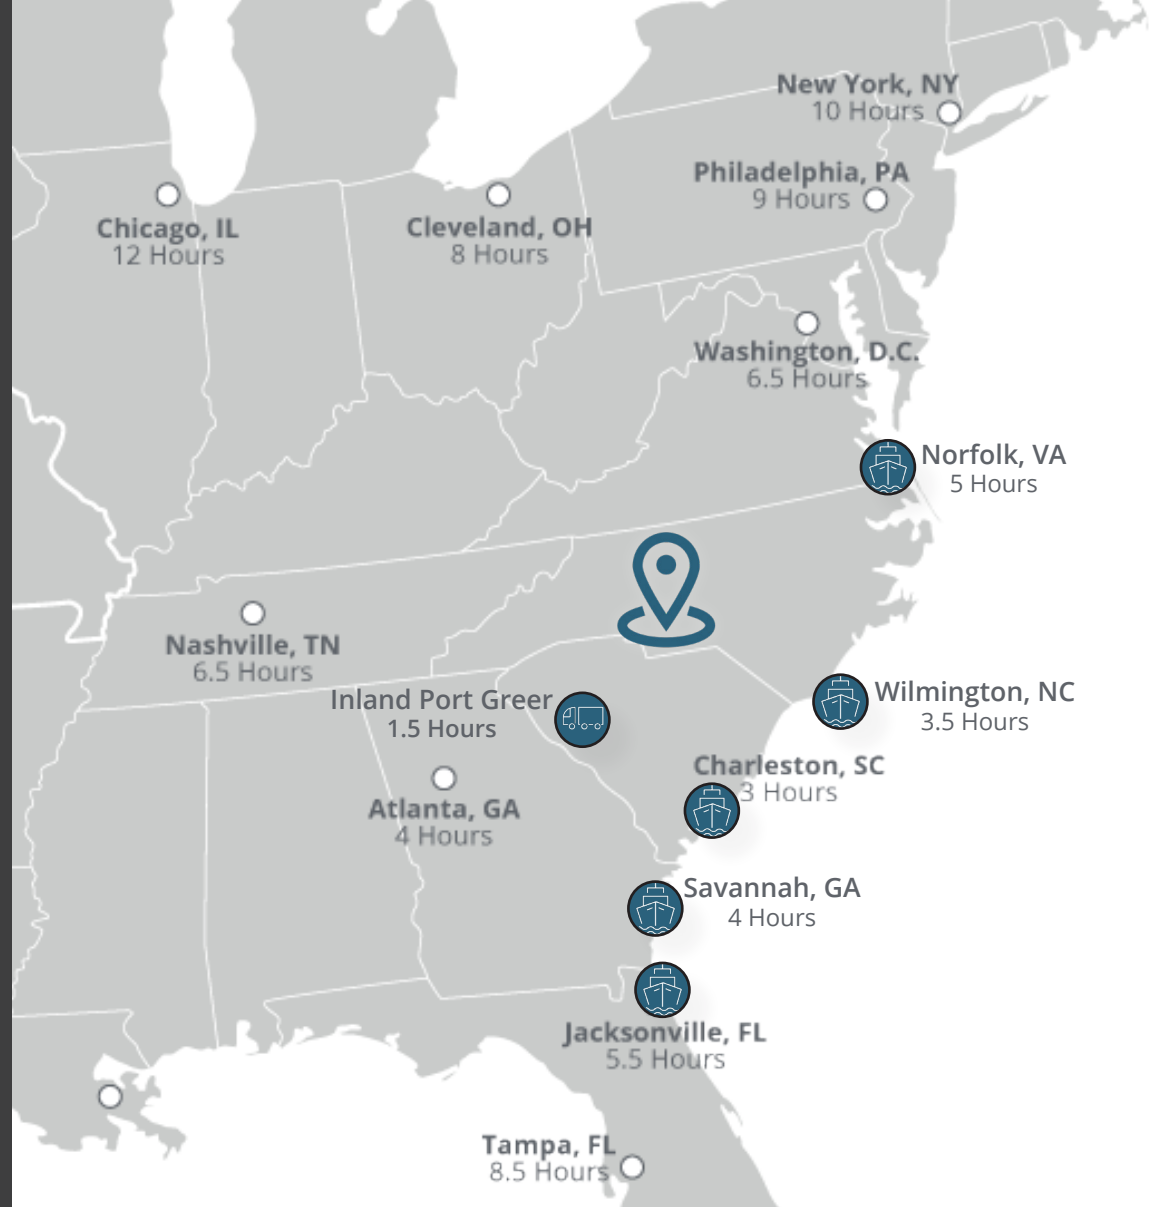 New York, NY
10 Hours
Philadelphia, PA
9 Hours
Chicago, IL
12 Hours
Cleveland, OH
8 Hours
Washington, D.C.
6.5 Hours
Norfolk, VA
5 Hours
Nashville, TN
6.5 Hours
Inland Port Greer
1.5 Hours
Wilmington, NC
3.5 Hours
Charleston, SC
3 Hours
Atlanta, GA
4 Hours
Savannah, GA
4 Hours
Jacksonville, FL
5.5 Hours
Tampa, FL
8.5 Hours